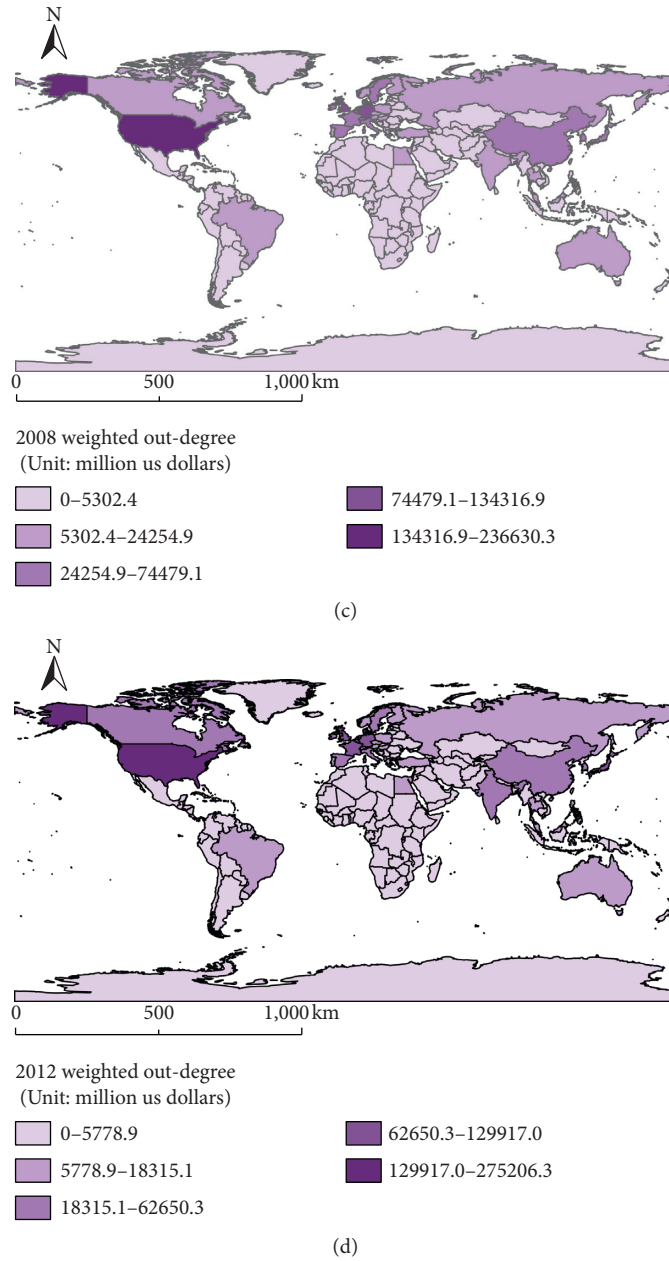 N
0 500 1,000 km
2008 weighted out-degree
(Unit: million us dollars)
0–5302.4
5302.4–24254.9
24254.9–74479.1
74479.1–134316.9
134316.9–236630.3
(c)
N
0 500 1,000 km
2012 weighted out-degree
(Unit: million us dollars)
0–5778.9
5778.9–18315.1
18315.1–62650.3
62650.3–129917.0
129917.0–275206.3
(d)